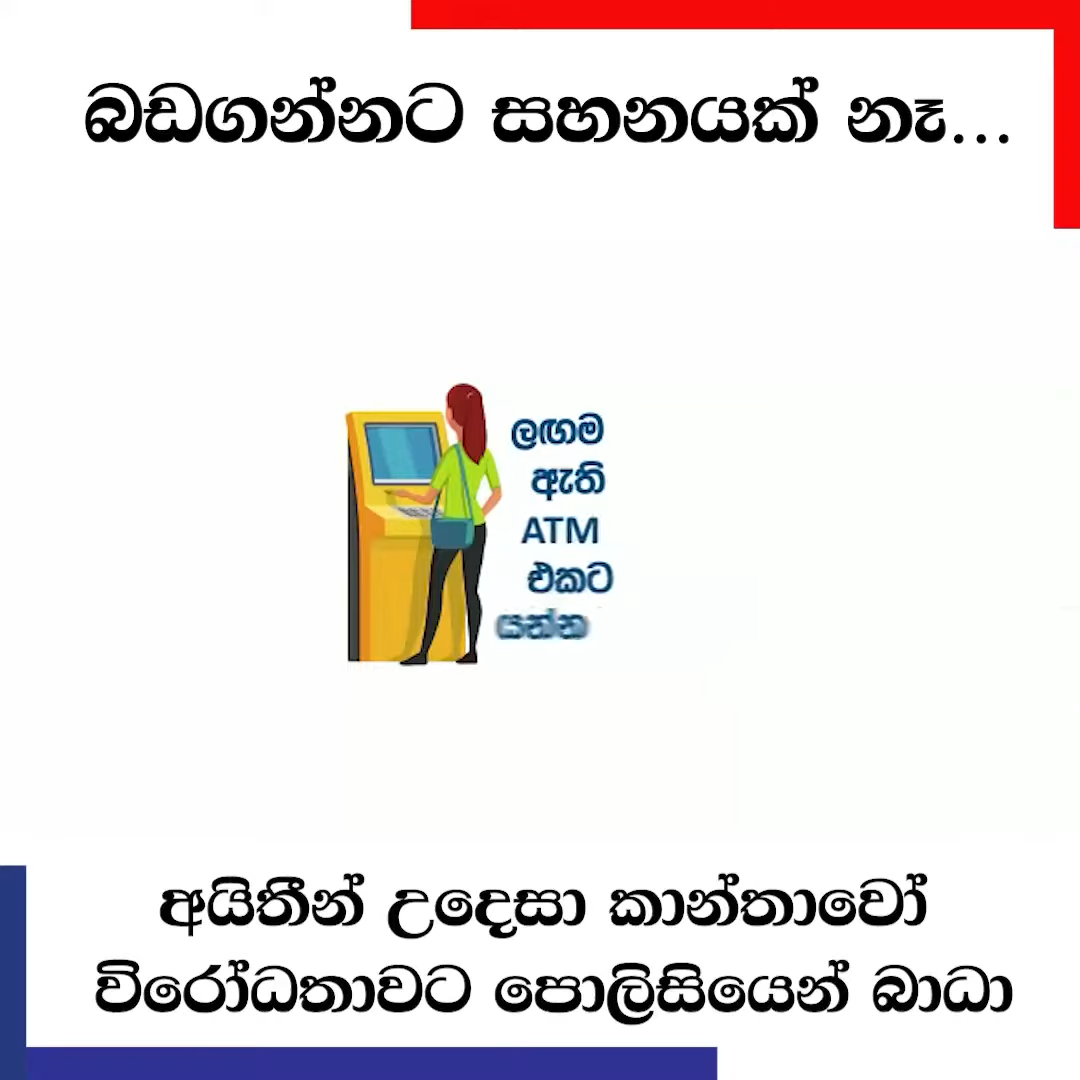 බඩගන්නට සහනයක් නෑ...
ළඟම
ඇති
ATM
එකට
යන්න
අයිතීන් උදෙසා කාන්තාවෝ
විරෝධතාවට පොලිසියෙන් බාධා